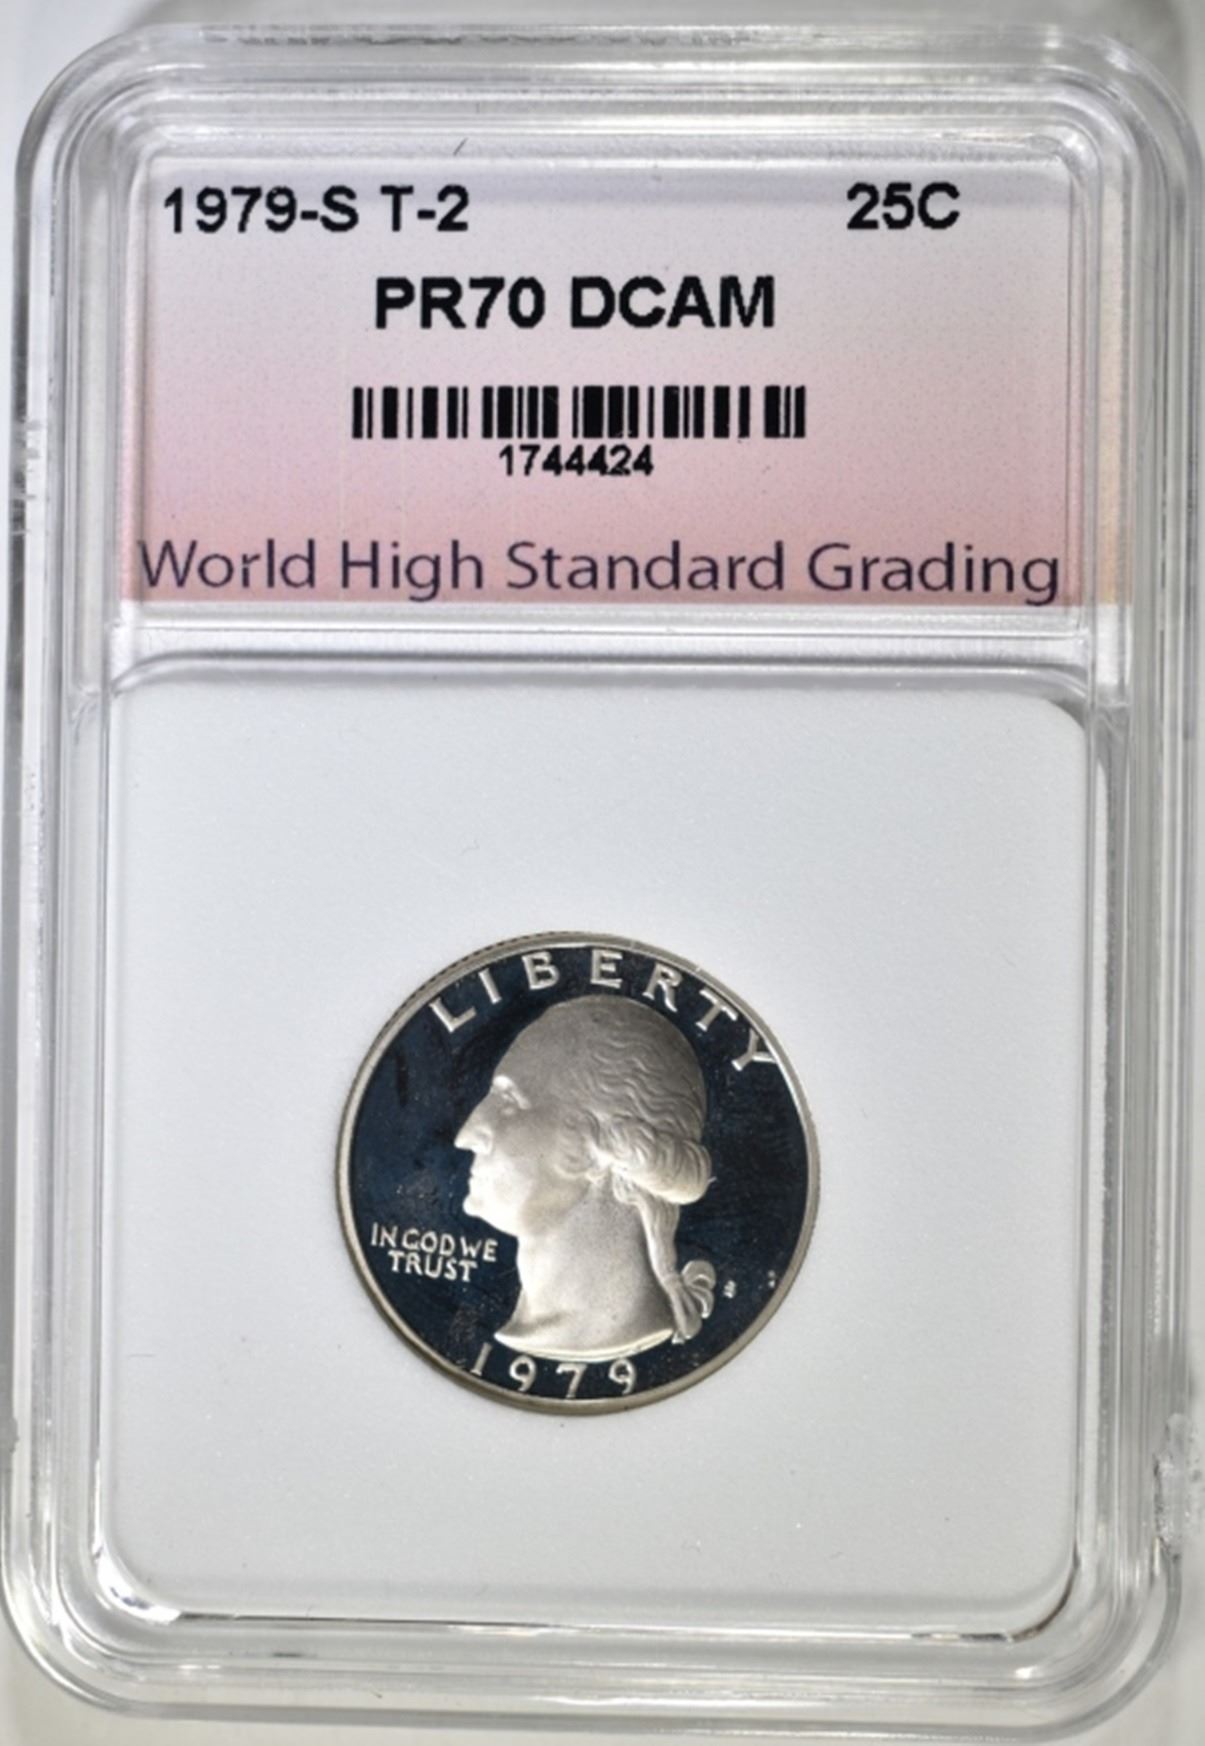 1979-S T-2 25C
PR70 DCAM
1744424
World High Standard Grading
LIBERTY
IN GOD WE
TRUST
1979